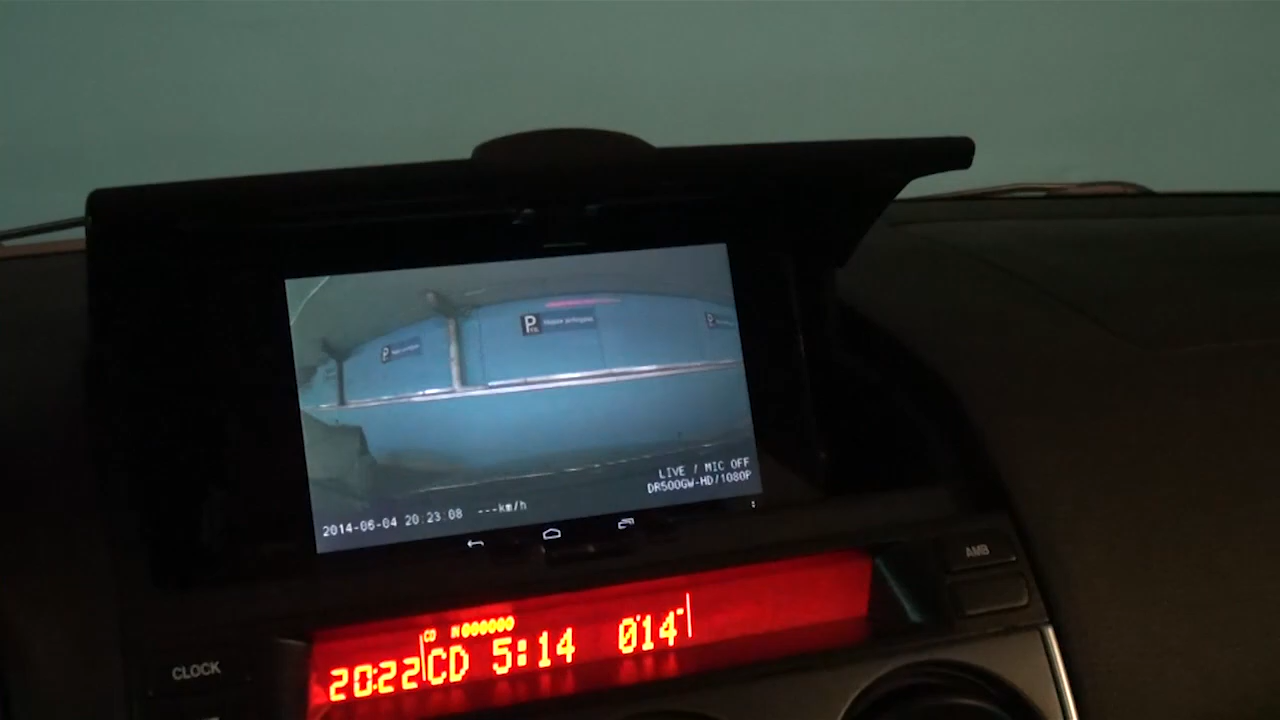 P
P
P
LIVE / MIC OFF
DR500GW-HD/1080P
2014-06-04 20:23:08 ---km/h
AMB
CD
20:22 CD 5:14 014
CLOCK